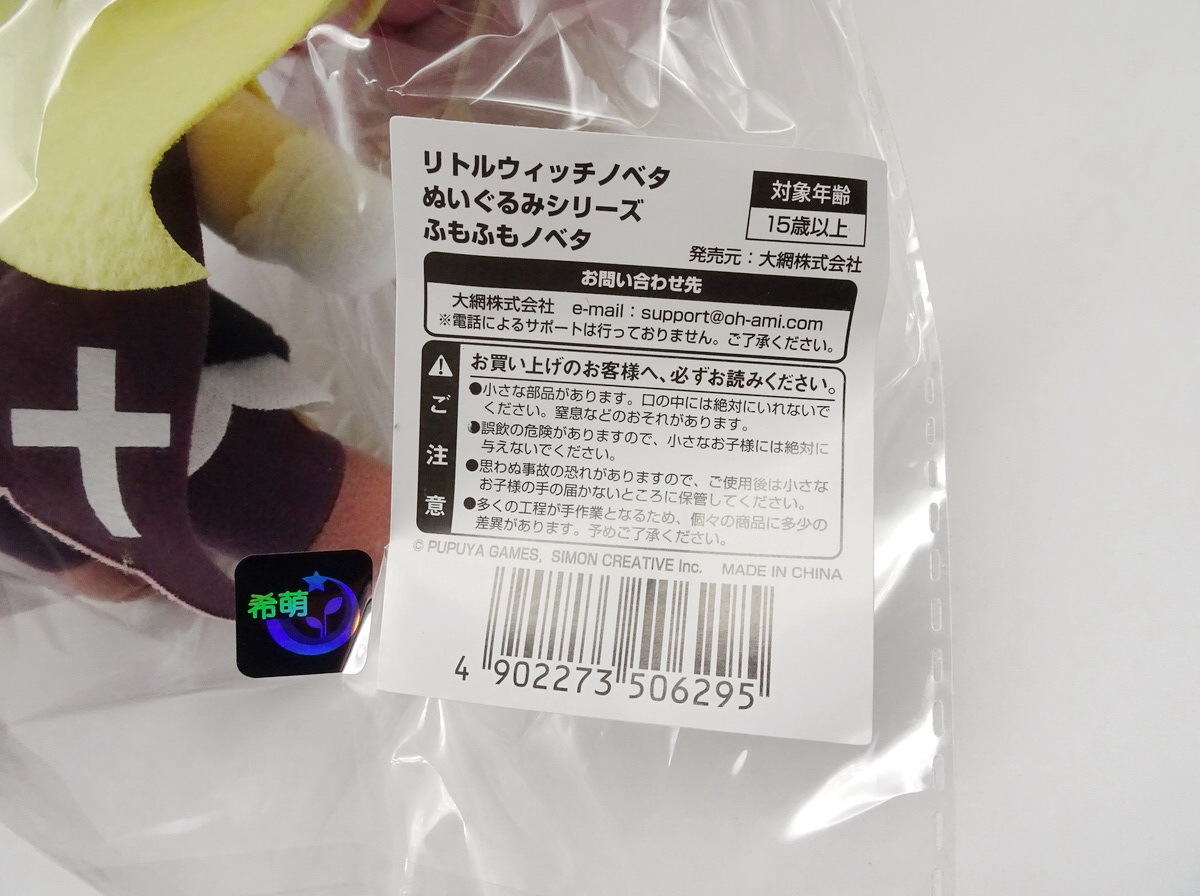 リトルウィッチノベタ
ぬいぐるみシリーズ
ふもふもノベタ
対象年齢
15歳以上
発売元：大網株式会社
お問い合わせ先
大網株式会社 e-mail：support@oh-ami.com
※電話によるサポートは行っておりません。ご了承ください。
ご注意
お買い上げのお客様へ、必ずお読みください。
●小さな部品があります。口の中には絶対にいれないで
ください。窒息などのおそれがあります。
●誤飲の危険がありますので、小さなお子様には絶対に
与えないでください。
●思わぬ事故の恐れがありますので、ご使用後は小さな
お子様の手の届かないところに保管してください。
●多くの工程が手作業となるため、個々の商品に多少の
差異があります。予めご了承ください。
© PUPUYA GAMES, SIMON CREATIVE Inc. MADE IN CHINA
4 902273 506295
希萌